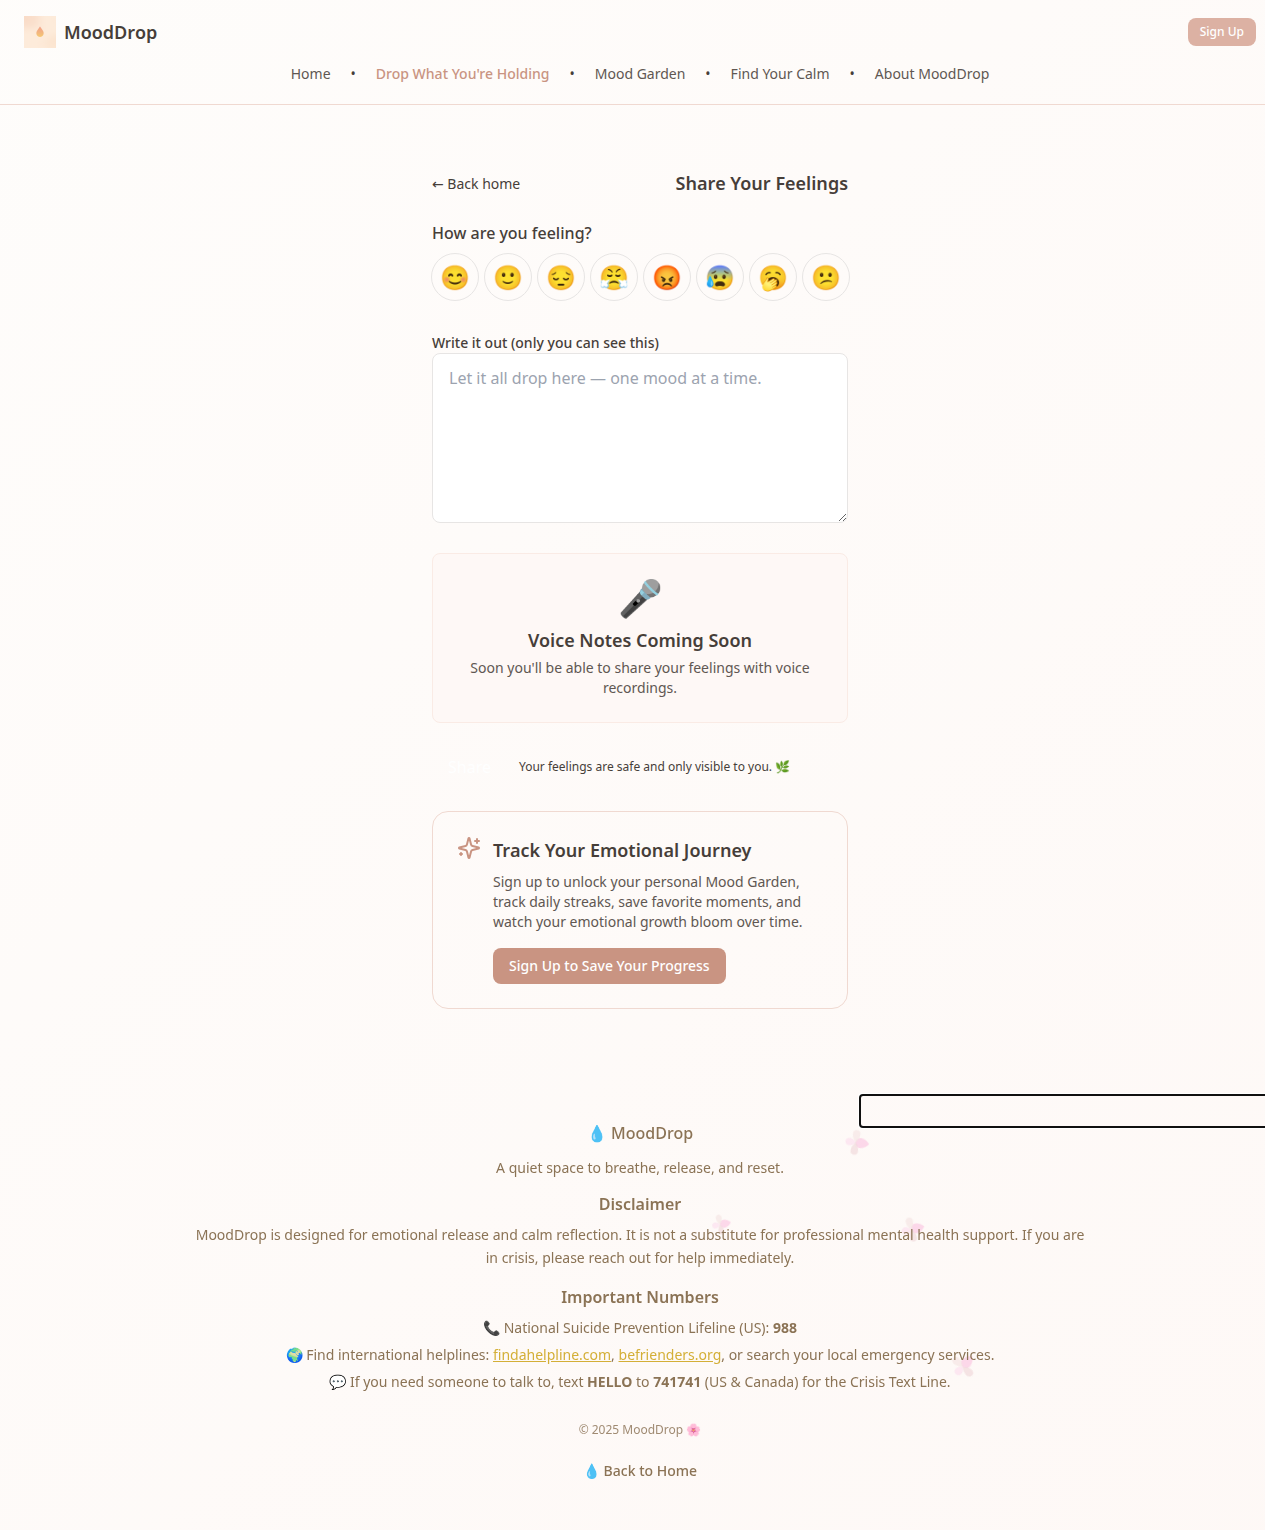 MoodDrop
Sign Up
Home • Drop What You're Holding • Mood Garden • Find Your Calm • About MoodDrop
← Back home
Share Your Feelings
How are you feeling?
Write it out (only you can see this)
Let it all drop here — one mood at a time.
Voice Notes Coming Soon
Soon you'll be able to share your feelings with voice
recordings.
Your feelings are safe and only visible to you. 🌿
Track Your Emotional Journey
Sign up to unlock your personal Mood Garden,
track daily streaks, save favorite moments, and
watch your emotional growth bloom over time.
Sign Up to Save Your Progress
💧 MoodDrop
A quiet space to breathe, release, and reset.
Disclaimer
MoodDrop is designed for emotional release and calm reflection. It is not a substitute for professional mental health support. If you are
in crisis, please reach out for help immediately.
Important Numbers
📞 National Suicide Prevention Lifeline (US): 988
🌍 Find international helplines: findahelpline.com, befrienders.org, or search your local emergency services.
💬 If you need someone to talk to, text HELLO to 741741 (US & Canada) for the Crisis Text Line.
© 2025 MoodDrop 🌸
💧 Back to Home